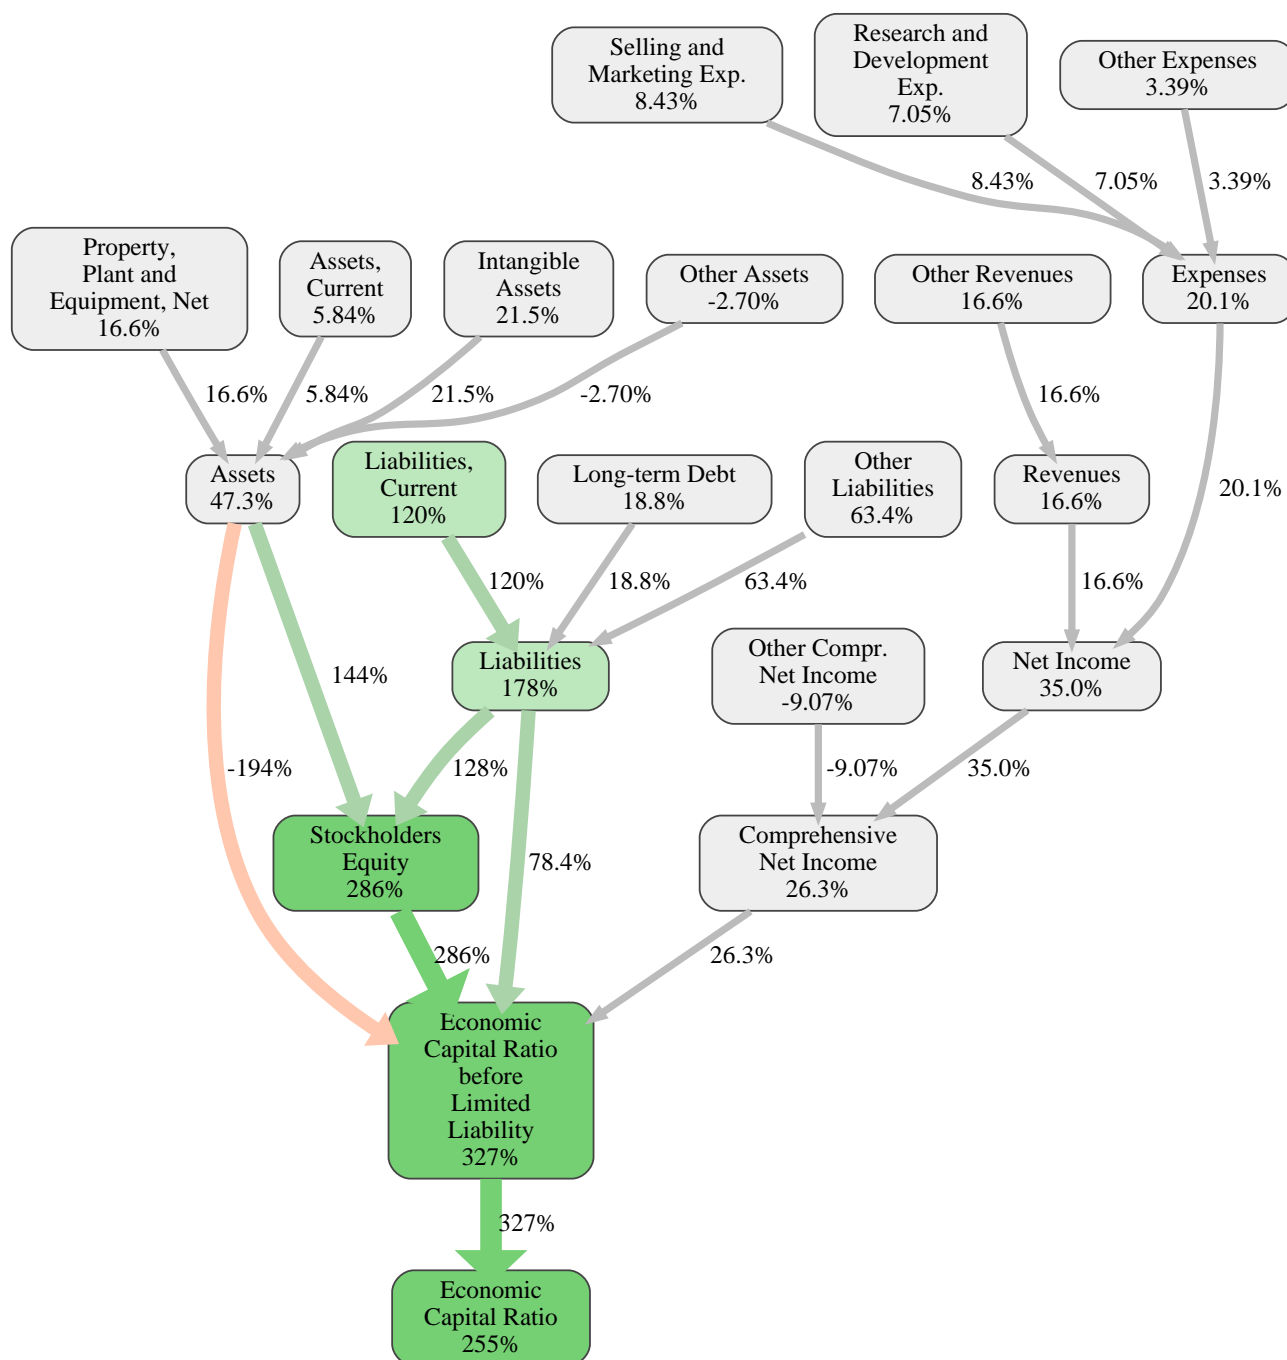 Selling and
Marketing Exp.
8.43%
Research and
Development
Exp.
7.05%
Other Expenses
3.39%
8.43%
7.05%
3.39%
Property,
Plant and
Equipment, Net
16.6%
Assets,
Current
5.84%
Intangible
Assets
21.5%
Other Assets
-2.70%
Other Revenues
16.6%
Expenses
20.1%
16.6%
5.84%
21.5%
-2.70%
16.6%
20.1%
Assets
47.3%
Liabilities,
Current
120%
Long-term Debt
18.8%
Other
Liabilities
63.4%
Revenues
16.6%
120%
18.8%
63.4%
16.6%
144%
Liabilities
178%
Other Compr.
Net Income
-9.07%
Net Income
35.0%
-194%
128%
-9.07%
35.0%
Stockholders
Equity
286%
78.4%
Comprehensive
Net Income
26.3%
286%
26.3%
Economic
Capital Ratio
before
Limited
Liability
327%
327%
Economic
Capital Ratio
255%